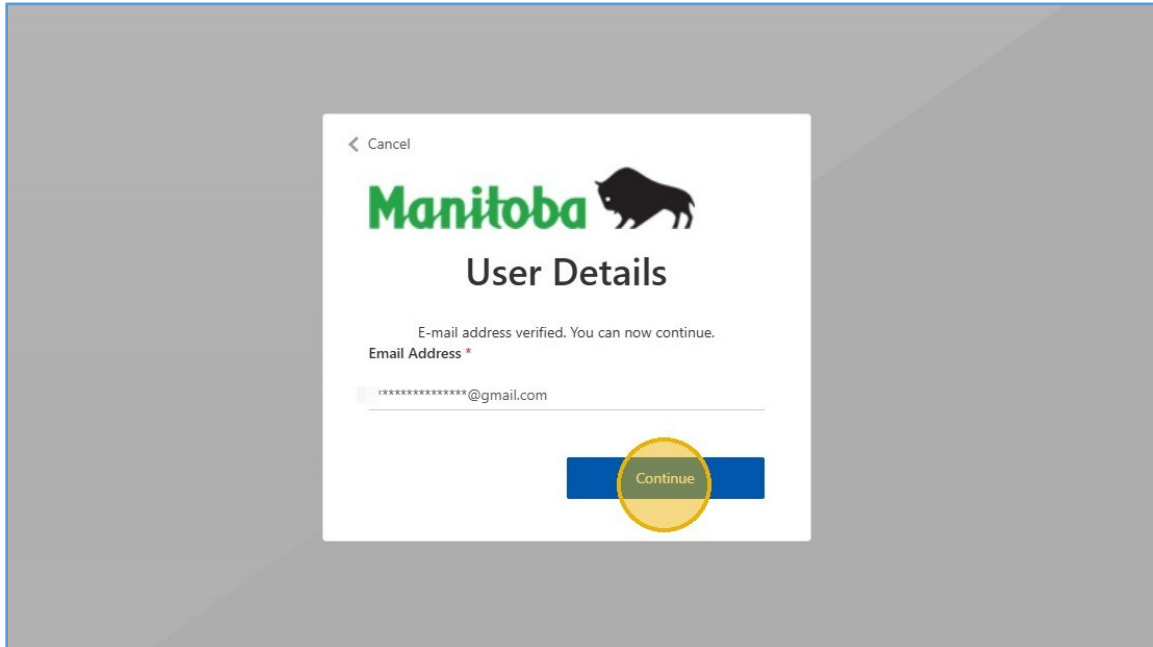 Cancel
Manitoba
User Details
E-mail address verified. You can now continue.
Email Address *
**************@gmail.com
Continue